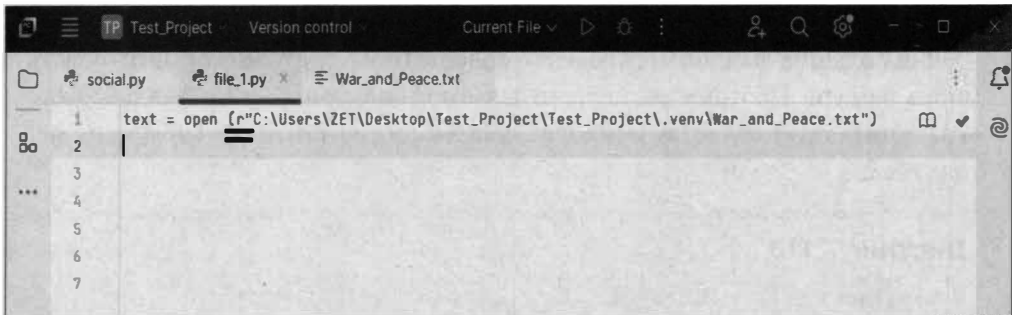 TP Test_Project Version control Current File
social.py file_1.py War_and_Peace.txt
1 text = open (r"C:\Users\ZET\Desktop\Test_Project\Test_Project\.venv\War_and_Peace.txt")
2
3
4
5
6
7